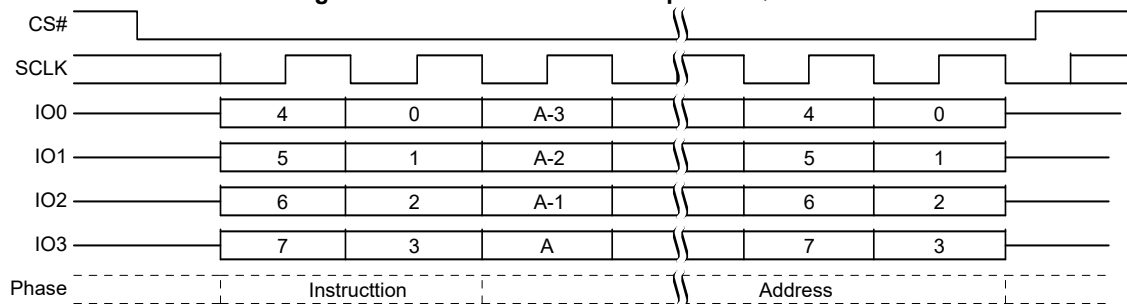 CS#
SCLK
IO0 4 0 A-3 4 0
IO1 5 1 A-2 5 1
IO2 6 2 A-1 6 2
IO3 7 3 A 7 3
Phase Instructtion Address